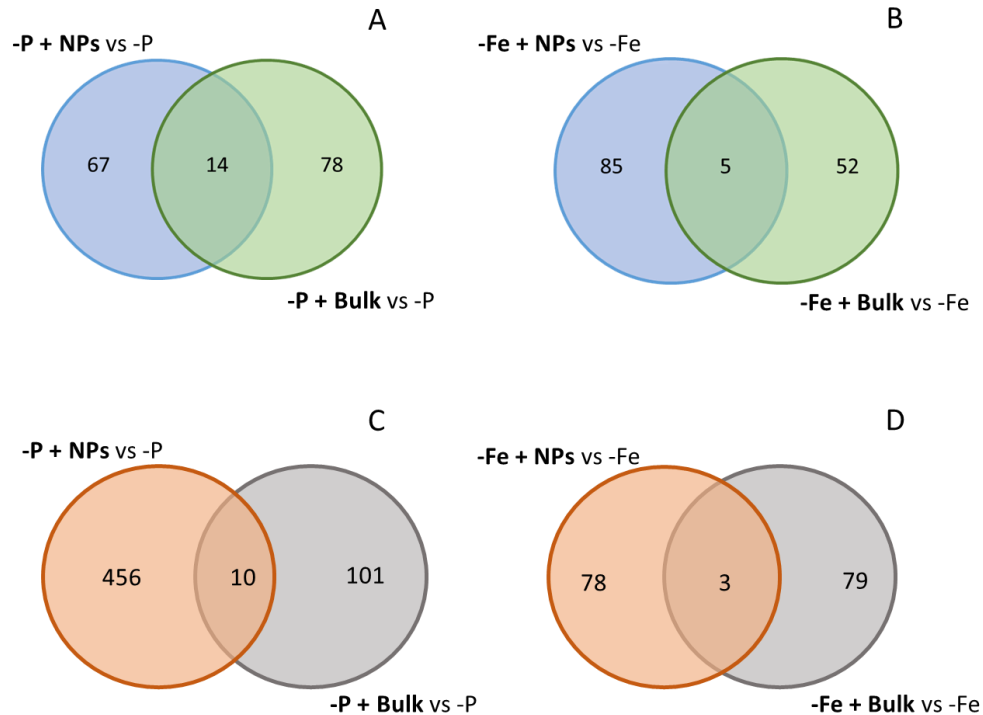 A
B
-P + NPs vs -P
-Fe + NPs vs -Fe
67
14
78
85
5
52
-P + Bulk vs -P
-Fe + Bulk vs -Fe
C
D
-P + NPs vs -P
-Fe + NPs vs -Fe
456
10
101
78
3
79
-P + Bulk vs -P
-Fe + Bulk vs -Fe